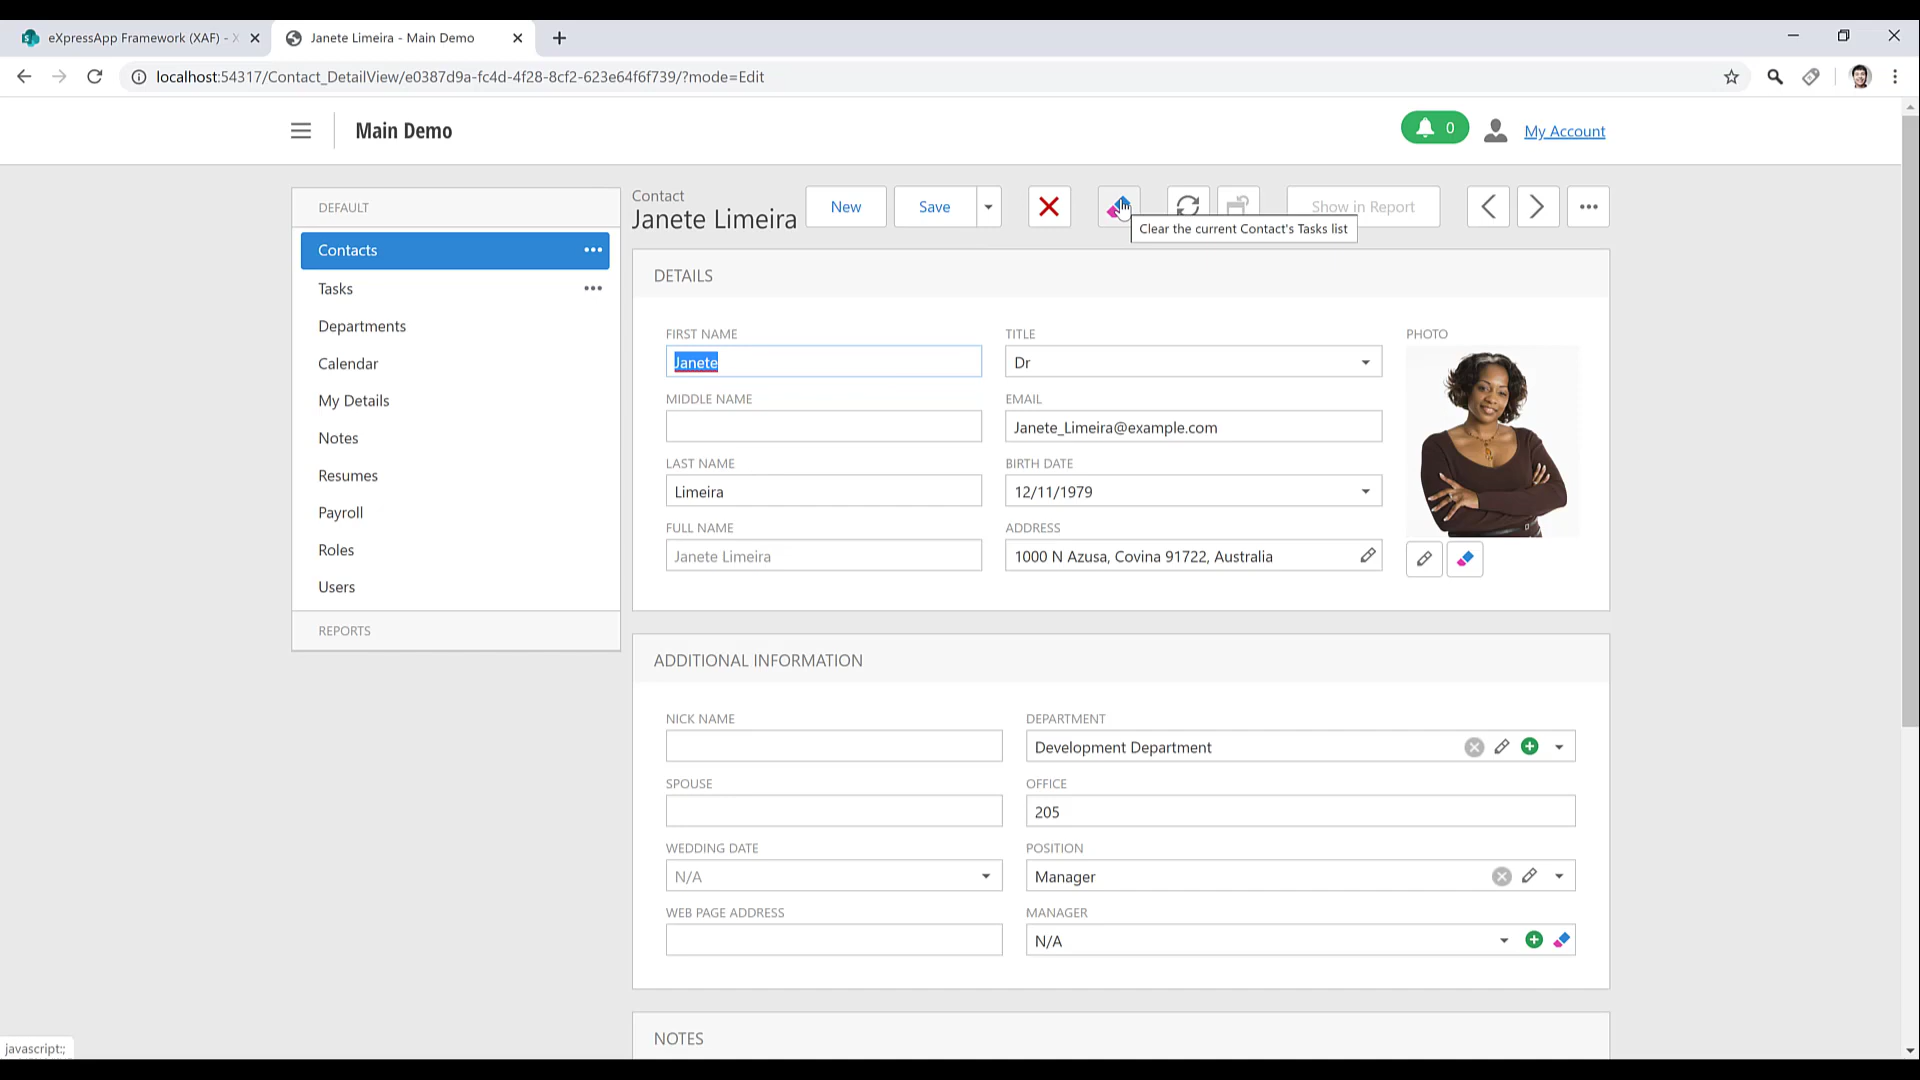 eXpressApp Framework (XAF) - X
Janete Limeira - Main Demo
localhost:54317/Contact_DetailView/e0387d9a-fc4d-4f28-8cf2-623e64f6f739/?mode=Edit
Main Demo
0
My Account
DEFAULT
Contacts
Tasks
Departments
Calendar
My Details
Notes
Resumes
Payroll
Roles
Users
REPORTS
Contact
Janete Limeira
New
Save
Show in Report
Clear the current Contact's Tasks list
DETAILS
FIRST NAME
Janete
TITLE
Dr
PHOTO
MIDDLE NAME
EMAIL
Janete_Limeira@example.com
LAST NAME
Limeira
BIRTH DATE
12/11/1979
FULL NAME
Janete Limeira
ADDRESS
1000 N Azusa, Covina 91722, Australia
ADDITIONAL INFORMATION
NICK NAME
DEPARTMENT
Development Department
SPOUSE
OFFICE
205
WEDDING DATE
N/A
POSITION
Manager
WEB PAGE ADDRESS
MANAGER
N/A
NOTES
javascript:;